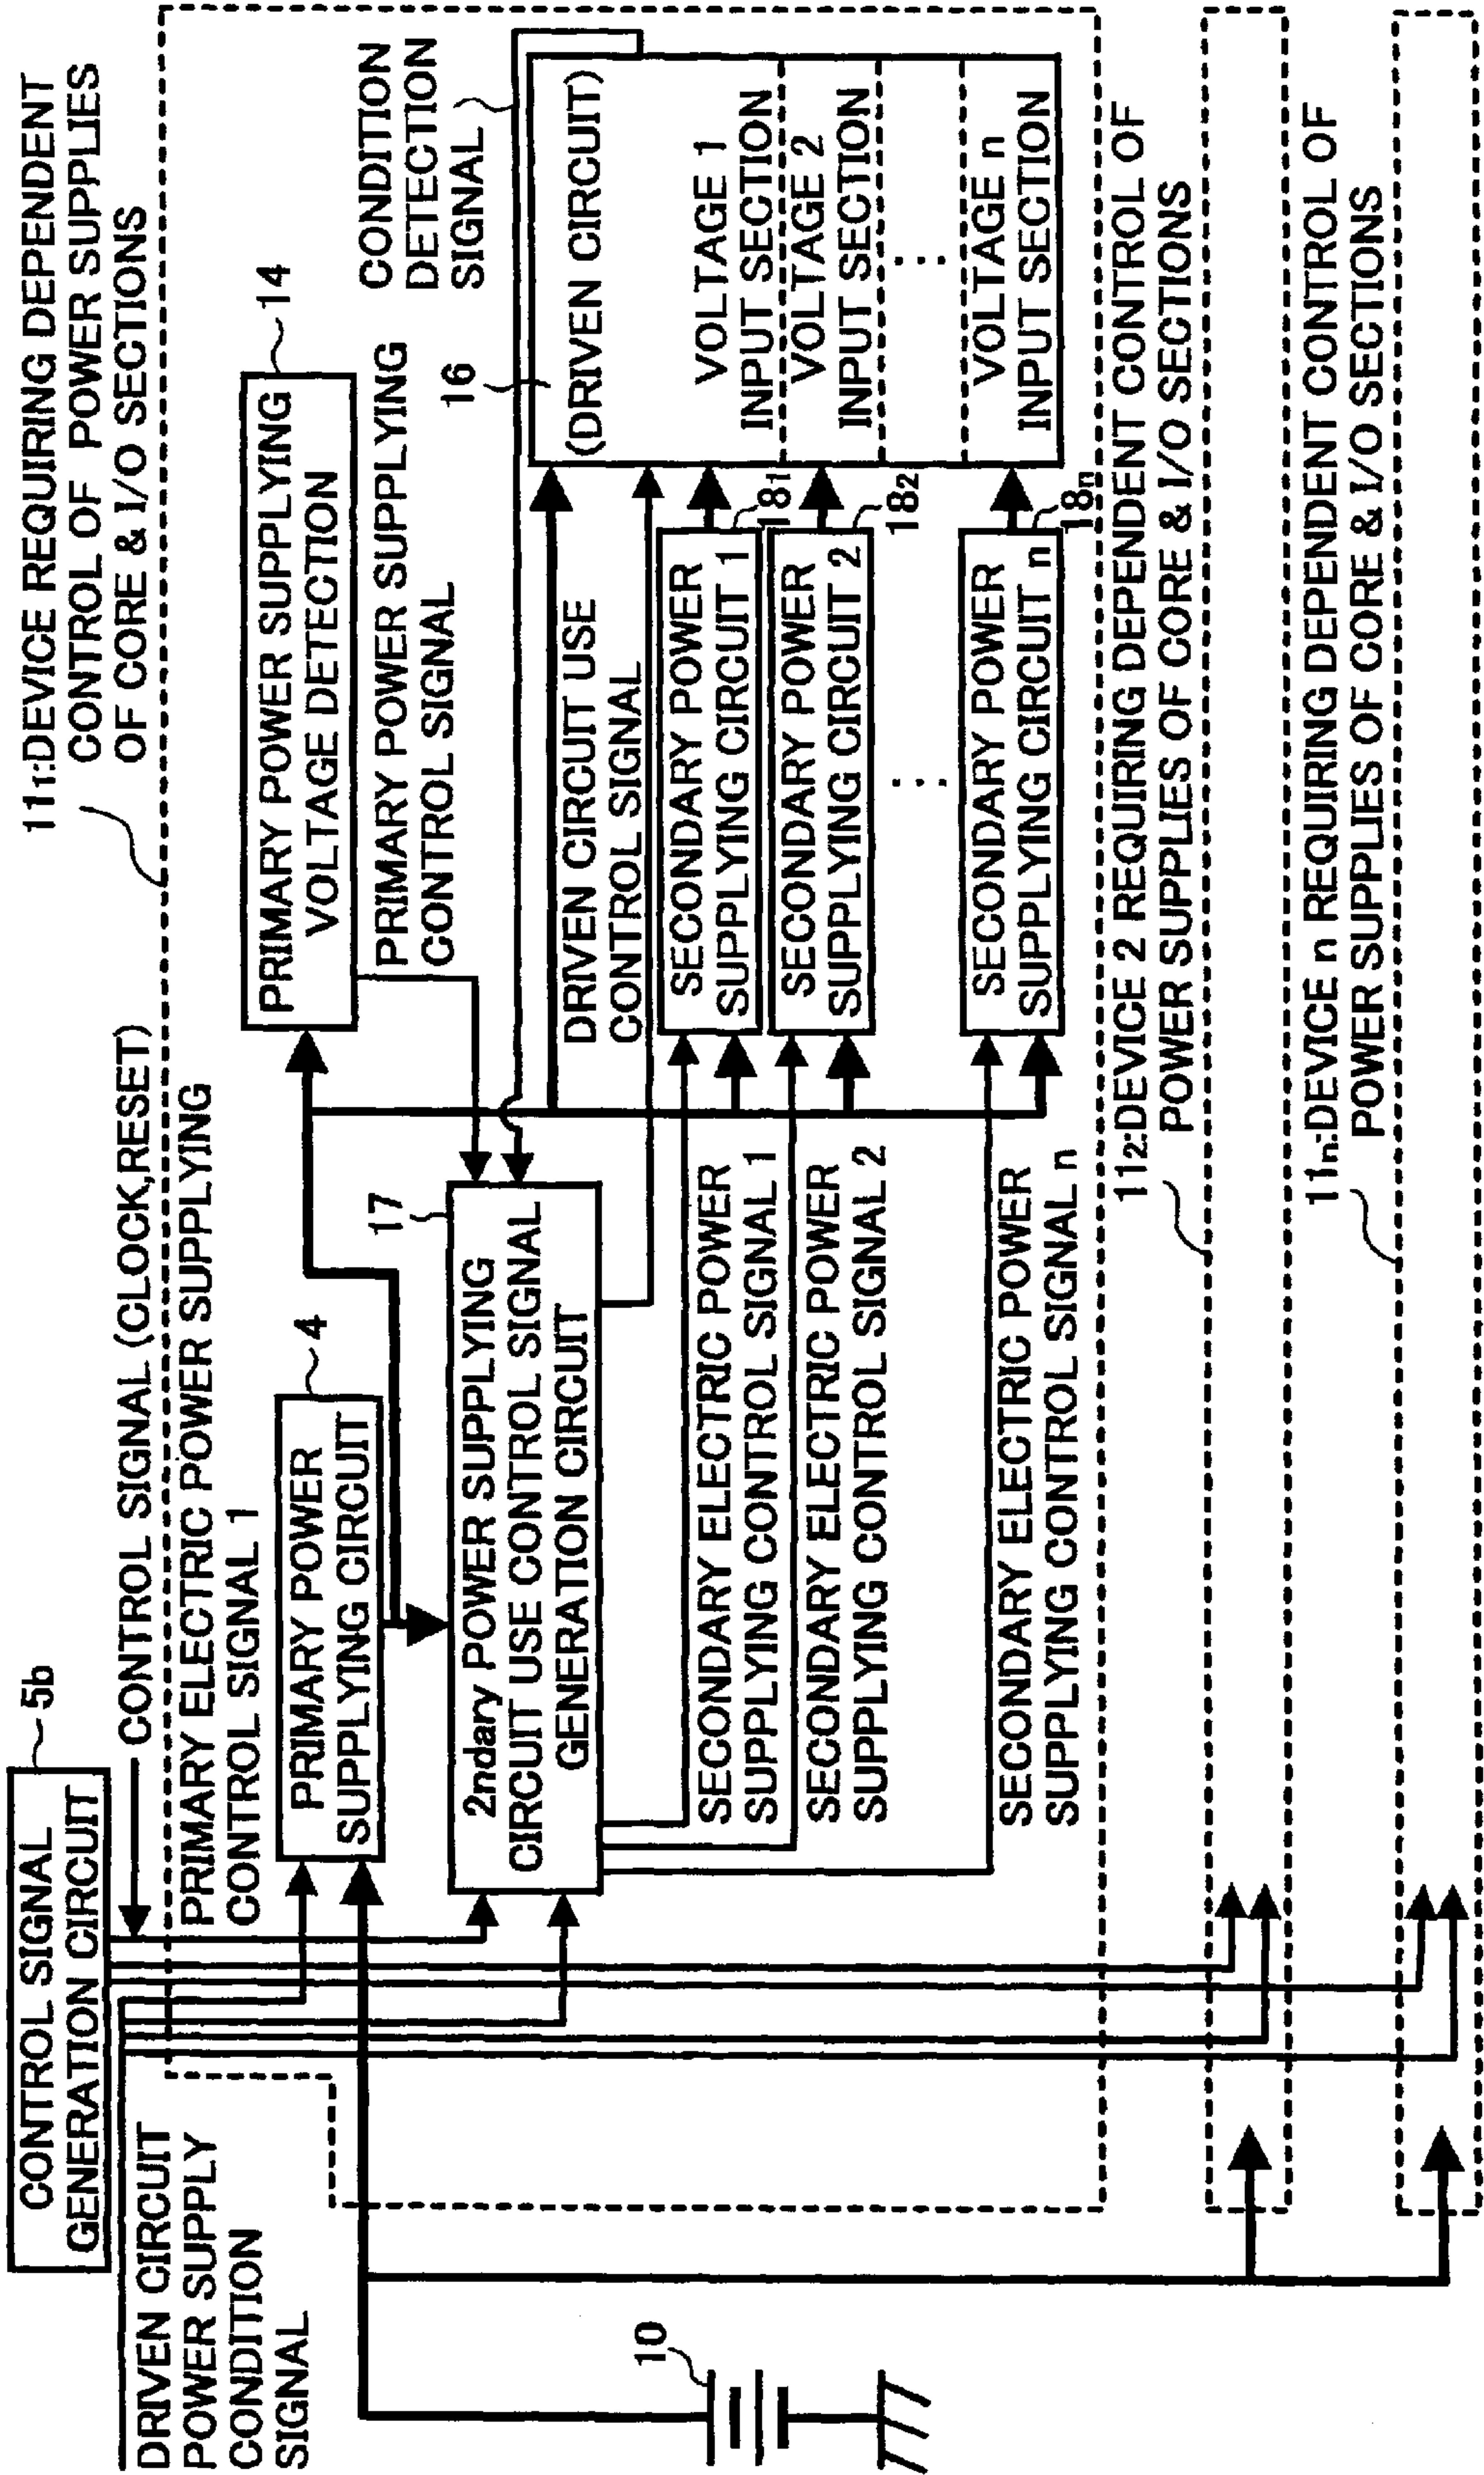 CONTROL SIGNAL
GENERATION CIRCUIT
5b
CONTROL SIGNAL (CLOCK,RESET)
11₁:DEVICE REQUIRING DEPENDENT
CONTROL OF POWER SUPPLIES
OF CORE & I/O SECTIONS
DRIVEN CIRCUIT
POWER SUPPLY
CONDITION
SIGNAL
PRIMARY ELECTRIC POWER SUPPLYING
CONTROL SIGNAL 1
PRIMARY POWER
SUPPLYING CIRCUIT
4
PRIMARY POWER SUPPLYING
VOLTAGE DETECTION
14
PRIMARY POWER SUPPLYING
CONTROL SIGNAL
CONDITION
DETECTION
SIGNAL
2ndary POWER SUPPLYING
CIRCUIT USE CONTROL SIGNAL
GENERATION CIRCUIT
17
16
(DRIVEN CIRCUIT)
DRIVEN CIRCUIT USE
CONTROL SIGNAL
VOLTAGE 1
INPUT SECTION
VOLTAGE 2
INPUT SECTION
...
VOLTAGE n
INPUT SECTION
SECONDARY POWER
SUPPLYING CIRCUIT 1
18₁
SECONDARY POWER
SUPPLYING CIRCUIT 2
18₂
...
SECONDARY POWER
SUPPLYING CIRCUIT n
18n
SECONDARY ELECTRIC POWER
SUPPLYING CONTROL SIGNAL 1
SECONDARY ELECTRIC POWER
SUPPLYING CONTROL SIGNAL 2
SECONDARY ELECTRIC POWER
SUPPLYING CONTROL SIGNAL n
10
11₂:DEVICE 2 REQUIRING DEPENDENT CONTROL OF
POWER SUPPLIES OF CORE & I/O SECTIONS
11n:DEVICE n REQUIRING DEPENDENT CONTROL OF
POWER SUPPLIES OF CORE & I/O SECTIONS